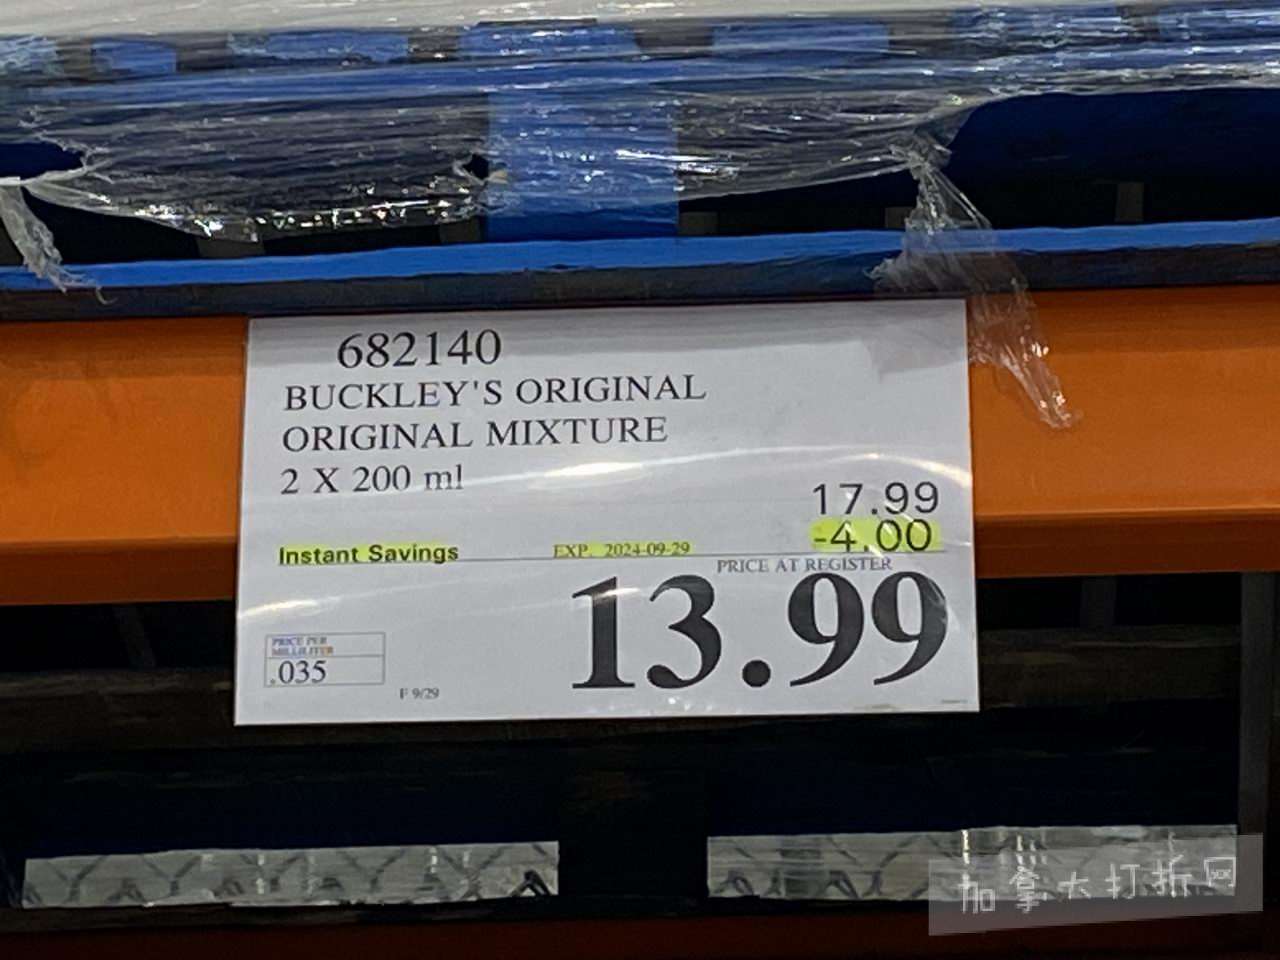 682140
BUCKLEY'S ORIGINAL
ORIGINAL MIXTURE
2 X 200 ml
17.99
Instant Savings EXP. 2024-09-29 -4.00
PRICE AT REGISTER
13.99
PRICE PER
MILLILITER
.035
F 9/29
加拿大打折网